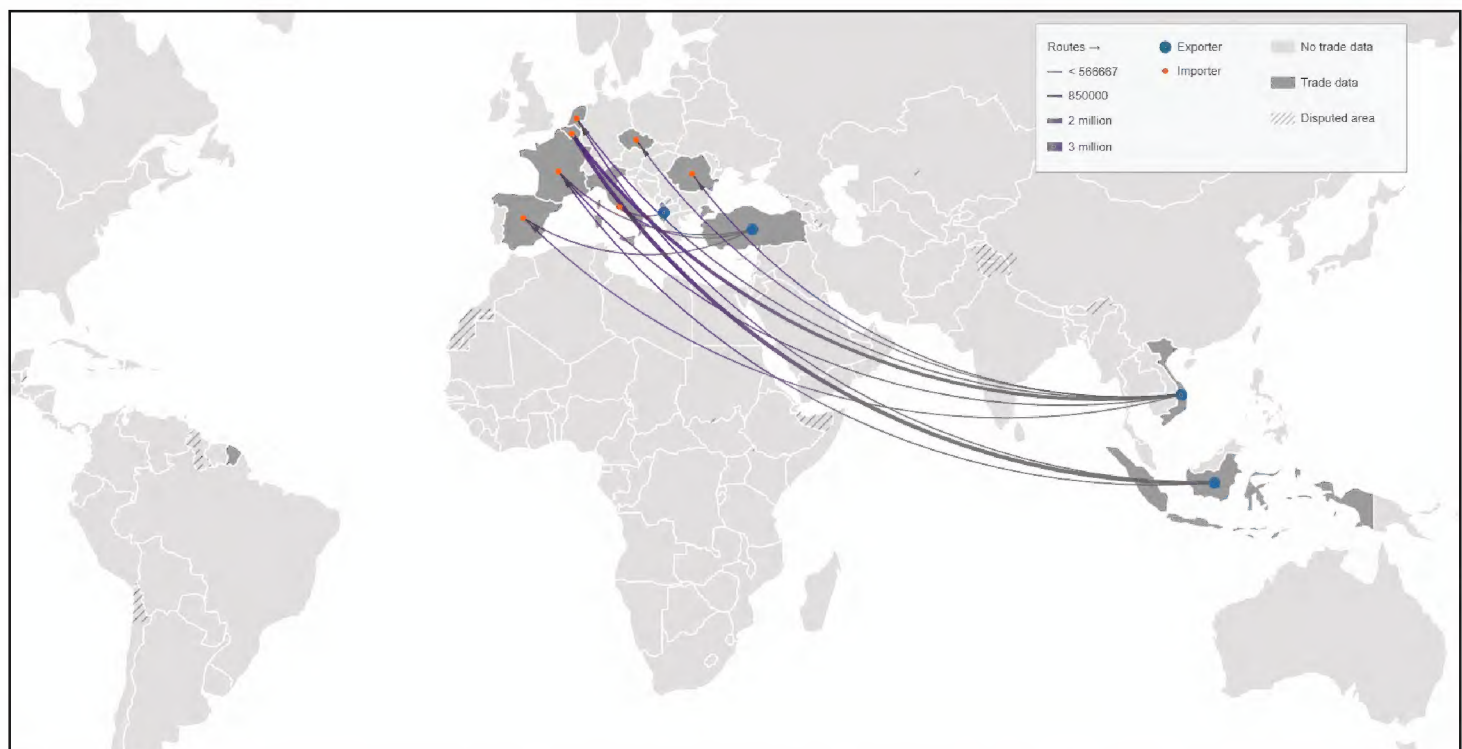 Routes →
< 566667
850000
2 million
3 million
Exporter
Importer
No trade data
Trade data
Disputed area